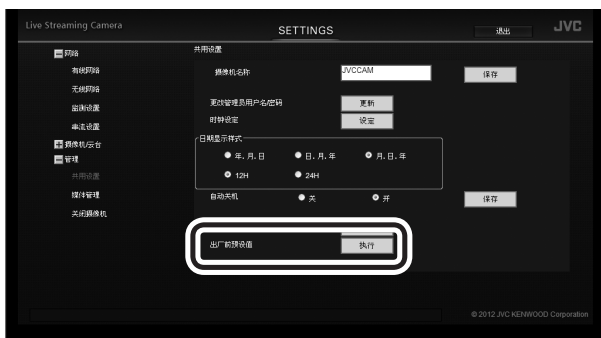 Live Streaming Camera
SETTINGS
退出
JVC
网络
有线网络
无线网络
监测设置
串流设置
摄像机/云台
管理
共用设置
媒体管理
关闭摄像机
共用设置
摄像机名称
JVCCAM
保存
更改管理员用户名/密码
更新
时钟设定
设定
日期显示样式
年. 月. 日
日. 月. 年
月. 日. 年
12H
24H
自动关机
关
开
保存
出厂前预设值
执行
© 2012 JVC KENWOOD Corporation